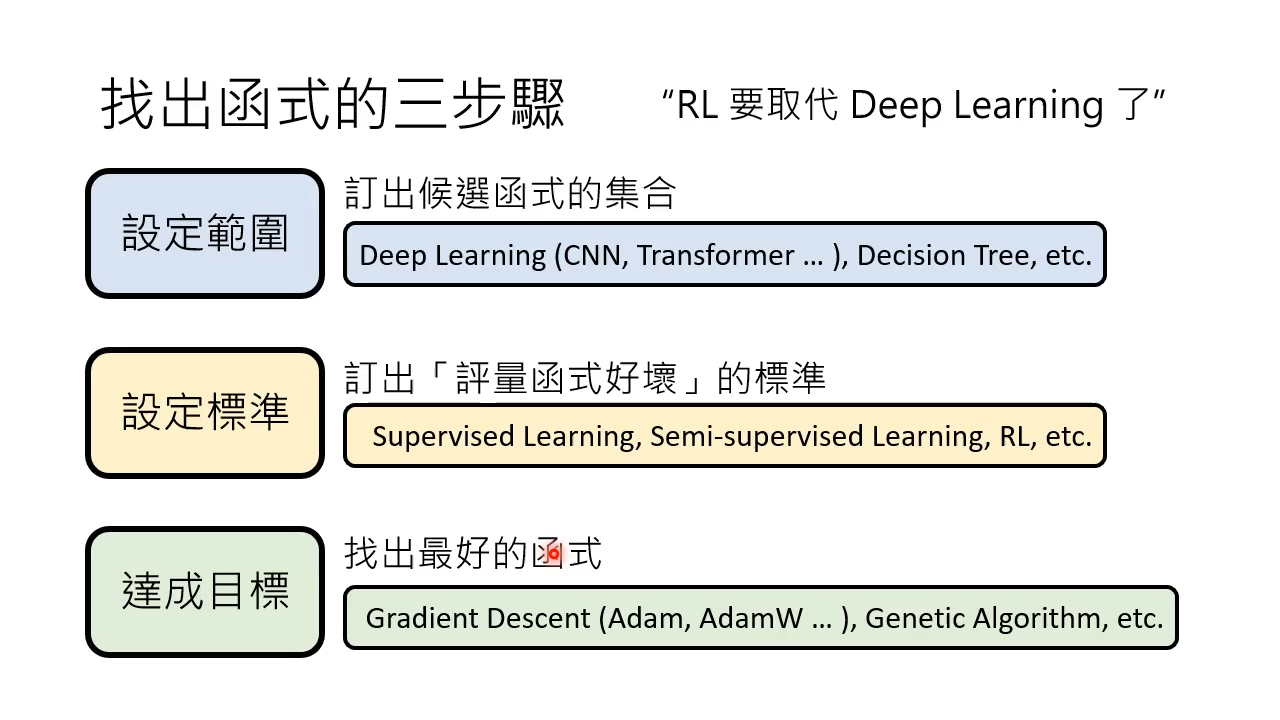 找出函式的三步驟
“RL 要取代 Deep Learning 了”
設定範圍
訂出候選函式的集合
Deep Learning (CNN, Transformer … ), Decision Tree, etc.
設定標準
訂出「評量函式好壞」的標準
Supervised Learning, Semi-supervised Learning, RL, etc.
達成目標
找出最好的函式
Gradient Descent (Adam, AdamW … ), Genetic Algorithm, etc.